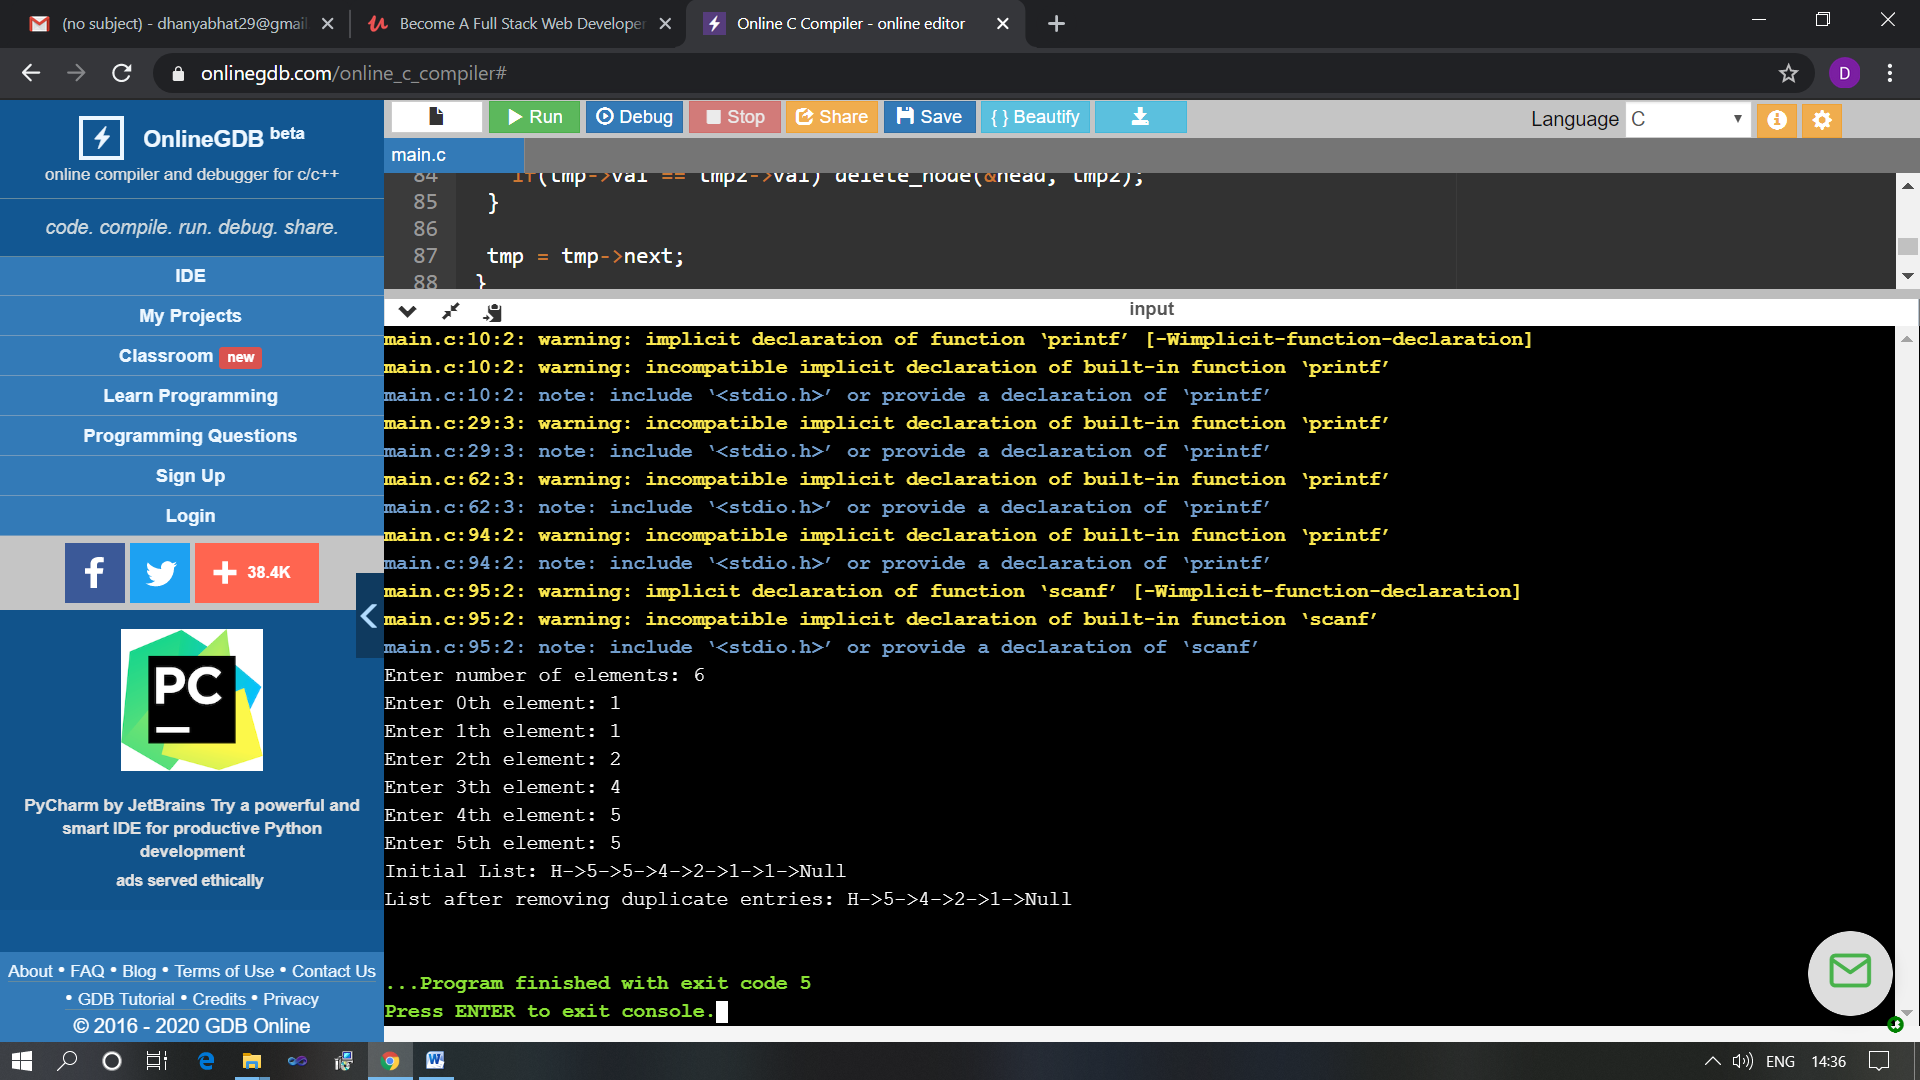 (no subject) - dhanyabhat29@gmail
Become A Full Stack Web Developer
Online C Compiler - online editor
onlinegdb.com/online_c_compiler#
D
OnlineGDB beta
online compiler and debugger for c/c++
code. compile. run. debug. share.
IDE
My Projects
Classroom new
Learn Programming
Programming Questions
Sign Up
Login
38.4K
PC
PyCharm by JetBrains Try a powerful and
smart IDE for productive Python
development
ads served ethically
About • FAQ • Blog • Terms of Use • Contact Us
• GDB Tutorial • Credits • Privacy
© 2016 - 2020 GDB Online
Run Debug Stop Share Save { } Beautify
Language C
main.c
84 if(tmp->val == tmp2->val) delete_node(&head, tmp2);
85 }
86
87 tmp = tmp->next;
88 }
input
main.c:10:2: warning: implicit declaration of function ‘printf’ [-Wimplicit-function-declaration]
main.c:10:2: warning: incompatible implicit declaration of built-in function ‘printf’
main.c:10:2: note: include ‘<stdio.h>’ or provide a declaration of ‘printf’
main.c:29:3: warning: incompatible implicit declaration of built-in function ‘printf’
main.c:29:3: note: include ‘<stdio.h>’ or provide a declaration of ‘printf’
main.c:62:3: warning: incompatible implicit declaration of built-in function ‘printf’
main.c:62:3: note: include ‘<stdio.h>’ or provide a declaration of ‘printf’
main.c:94:2: warning: incompatible implicit declaration of built-in function ‘printf’
main.c:94:2: note: include ‘<stdio.h>’ or provide a declaration of ‘printf’
main.c:95:2: warning: implicit declaration of function ‘scanf’ [-Wimplicit-function-declaration]
main.c:95:2: warning: incompatible implicit declaration of built-in function ‘scanf’
main.c:95:2: note: include ‘<stdio.h>’ or provide a declaration of ‘scanf’
Enter number of elements: 6
Enter 0th element: 1
Enter 1th element: 1
Enter 2th element: 2
Enter 3th element: 4
Enter 4th element: 5
Enter 5th element: 5
Initial List: H->5->5->4->2->1->1->Null
List after removing duplicate entries: H->5->4->2->1->Null
...Program finished with exit code 5
Press ENTER to exit console.
ENG 14:36